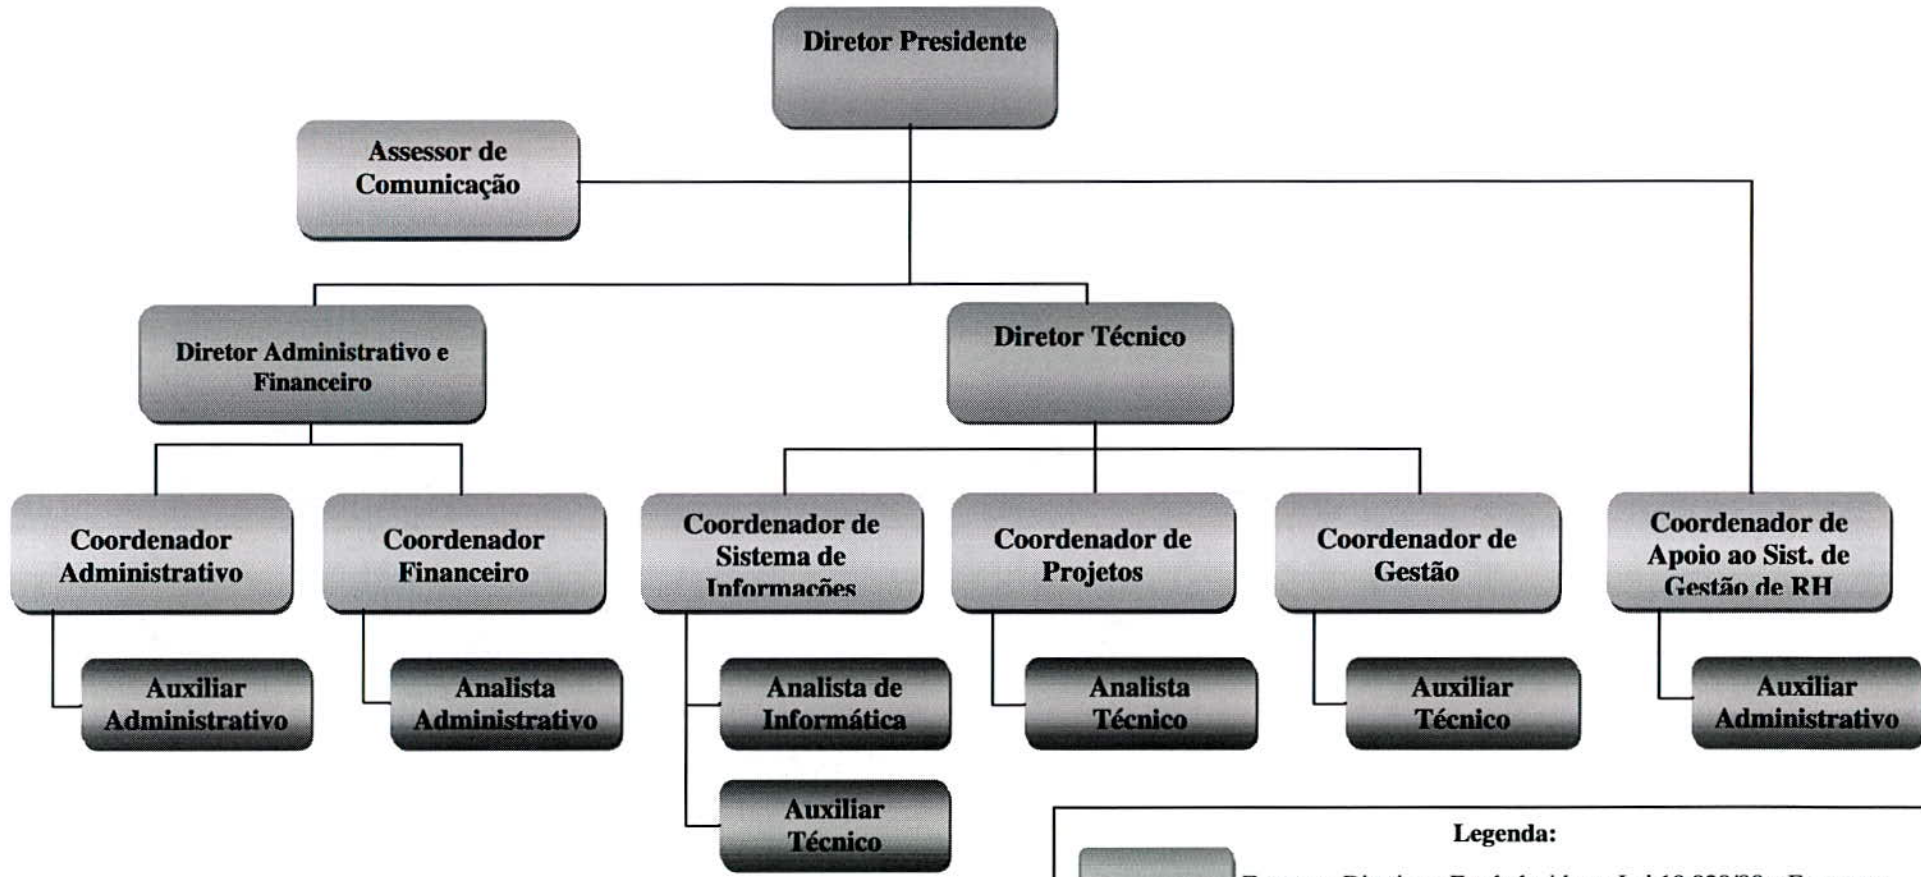 Diretor Presidente
Assessor de
Comunicação
Diretor Administrativo e
Financeiro
Diretor Técnico
Coordenador
Administrativo
Coordenador
Financeiro
Coordenador de
Sistema de
Informações
Coordenador de
Projetos
Coordenador de
Gestão
Coordenador de
Apoio ao Sist. de
Gestão de RH
Auxiliar
Administrativo
Analista
Administrativo
Analista de
Informática
Analista
Técnico
Auxiliar
Técnico
Auxiliar
Administrativo
Auxiliar
Técnico
Legenda: